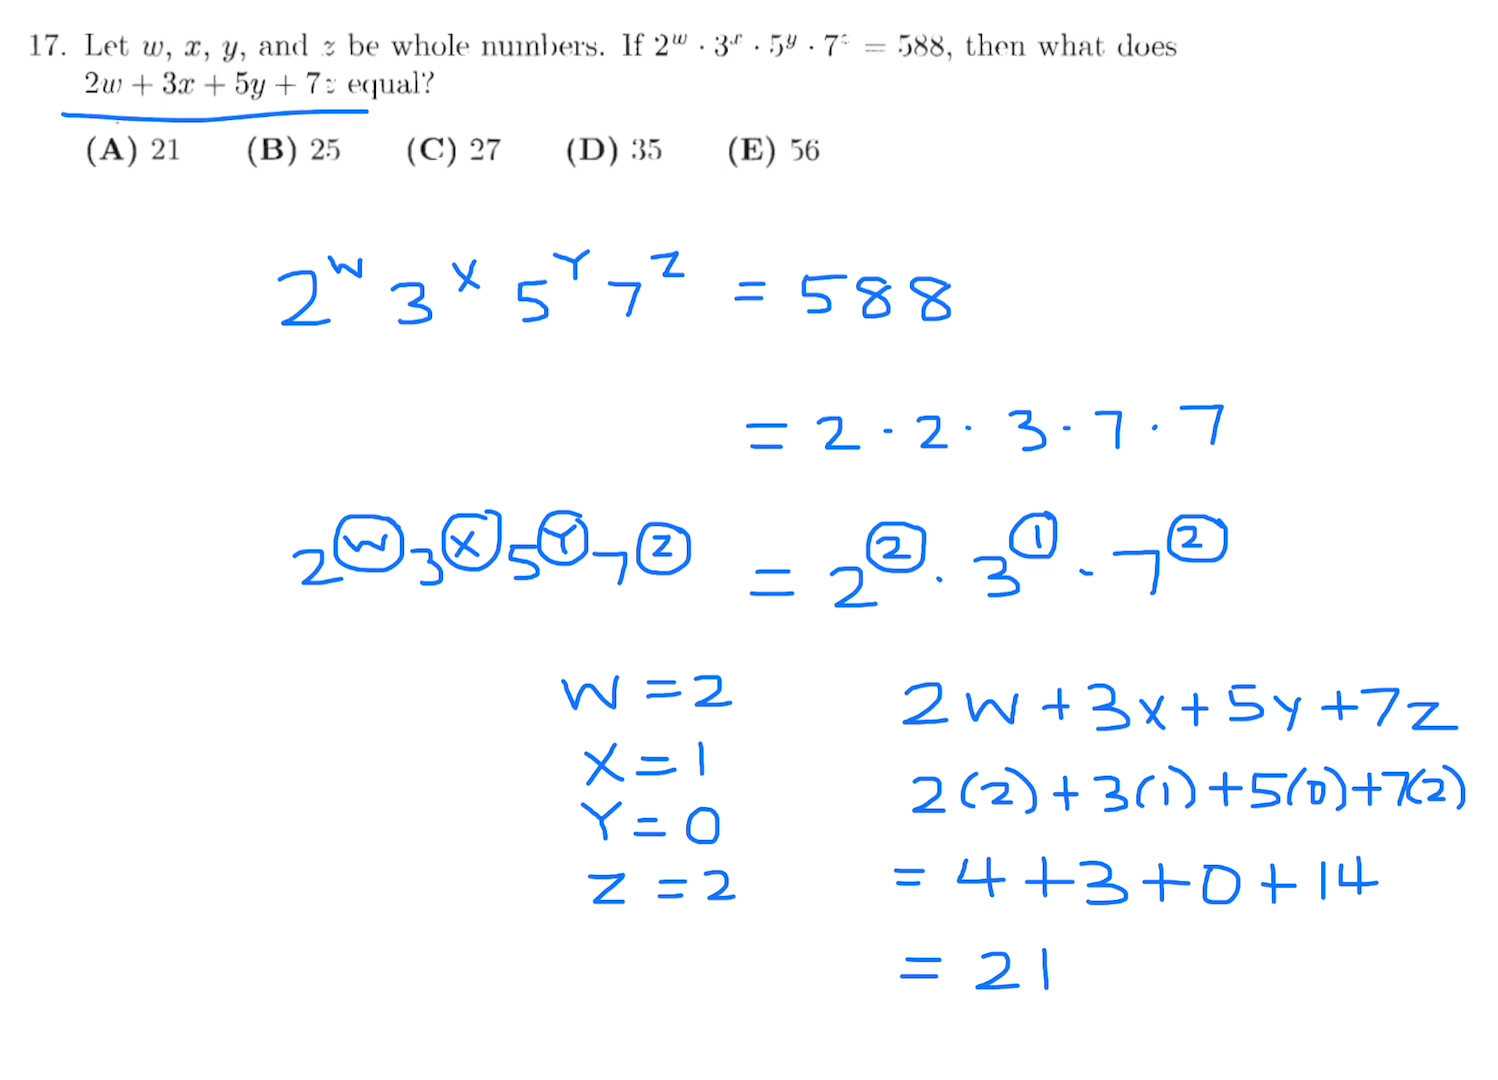 17. Let w, x, y, and z be whole numbers. If 2^w · 3^x · 5^y · 7^z = 588, then what does
2w + 3x + 5y + 7z equal?
(A) 21 (B) 25 (C) 27 (D) 35 (E) 56
2^W 3^X 5^Y 7^Z = 588
= 2 · 2 · 3 · 7 · 7
2^W 3^X 5^Y 7^Z = 2^2 · 3^1 · 7^2
W = 2
X = 1
Y = 0
Z = 2
2W + 3X + 5Y + 7Z
2(2) + 3(1) + 5(0) + 7(2)
= 4 + 3 + 0 + 14
= 21